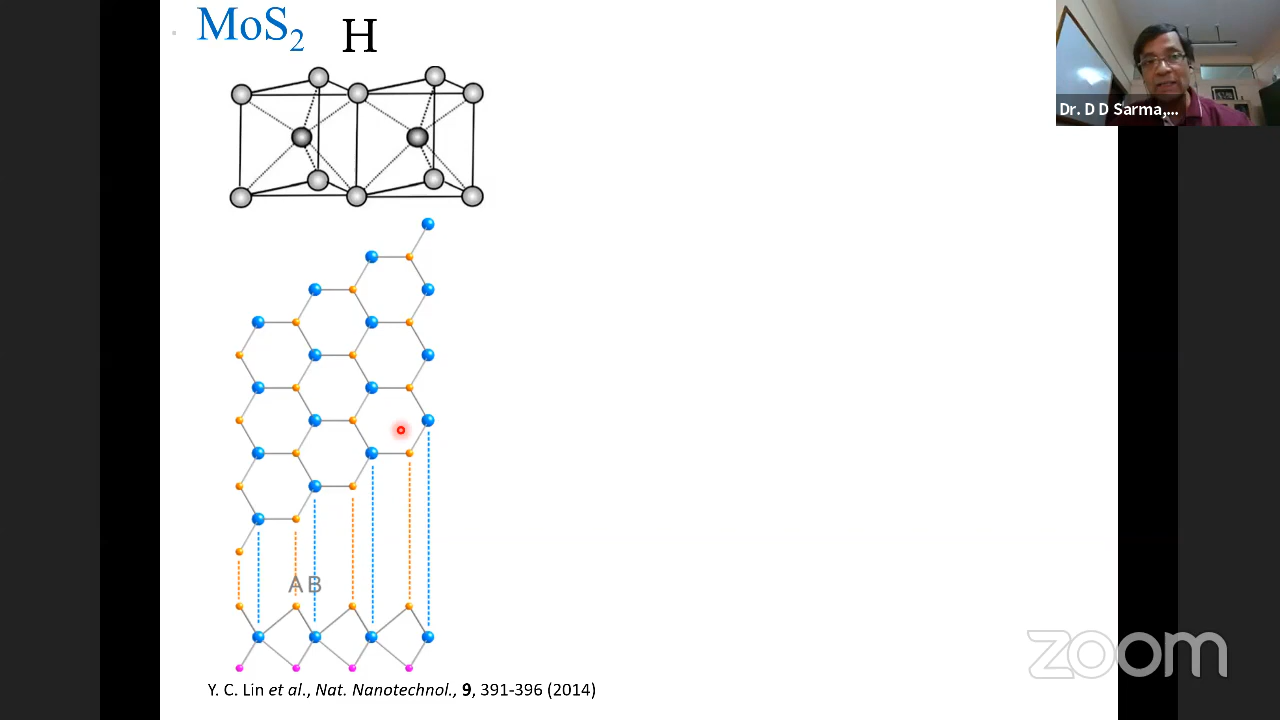 MoS2 H
Dr. D D Sarma,...
A B
Y. C. Lin et al., Nat. Nanotechnol., 9, 391-396 (2014)
zoom